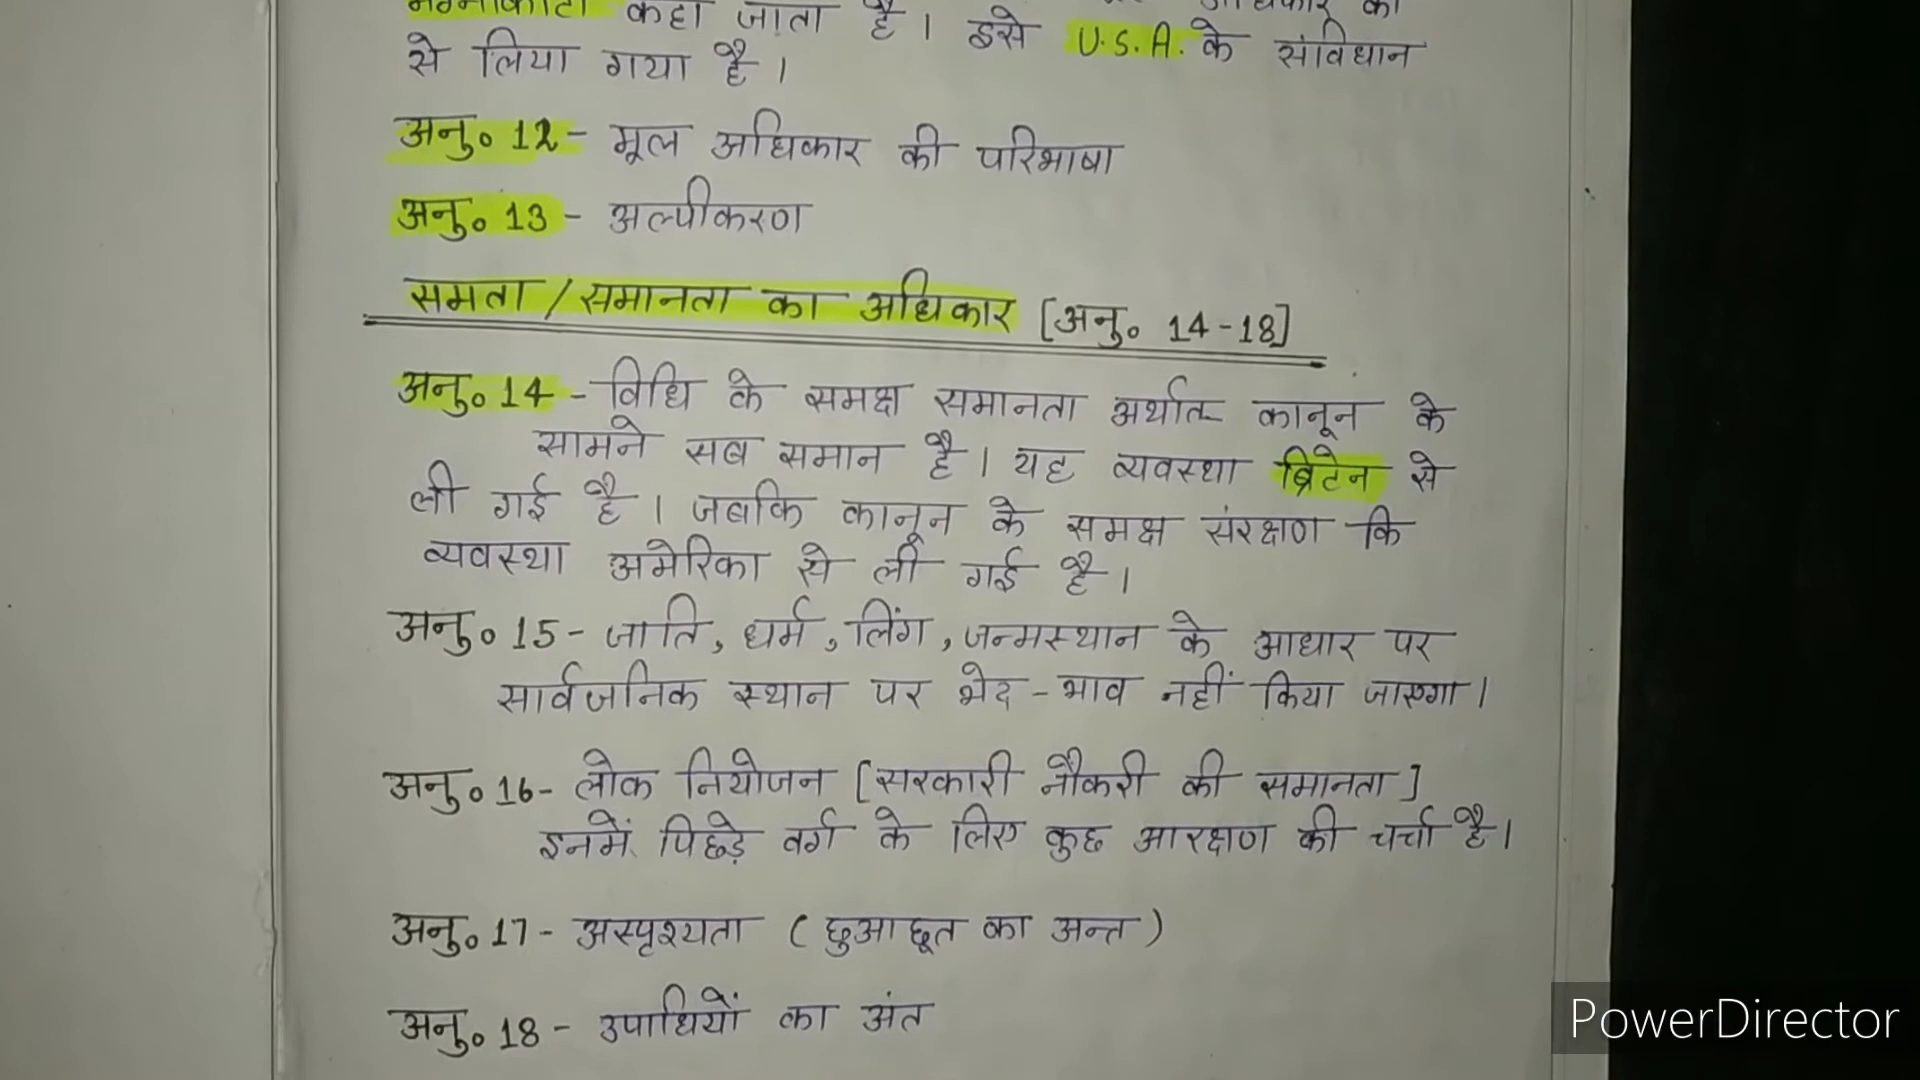 मैग्नाकार्टा कहा जाता है। इसे U.S.A. के संविधान
से लिया गया है।
अनु० 12 - मूल अधिकार की परिभाषा
अनु० 13 - अल्पीकरण
समता / समानता का अधिकार [अनु० 14-18]
अनु० 14 - विधि के समक्ष समानता अर्थात कानून के
सामने सब समान है। यह व्यवस्था ब्रिटेन से
ली गई है। जबकि कानून के समक्ष संरक्षण कि
व्यवस्था अमेरिका से ली गई है।
अनु० 15 - जाति, धर्म, लिंग, जन्मस्थान के आधार पर
सार्वजनिक स्थान पर भेद-भाव नहीं किया जाएगा।
अनु० 16 - लोक नियोजन [सरकारी नौकरी की समानता]
इनमें पिछड़े वर्ग के लिए कुछ आरक्षण की चर्चा है।
अनु० 17 - अस्पृश्यता (छुआछूत का अन्त)
अनु० 18 - उपाधियों का अंत
PowerDirector